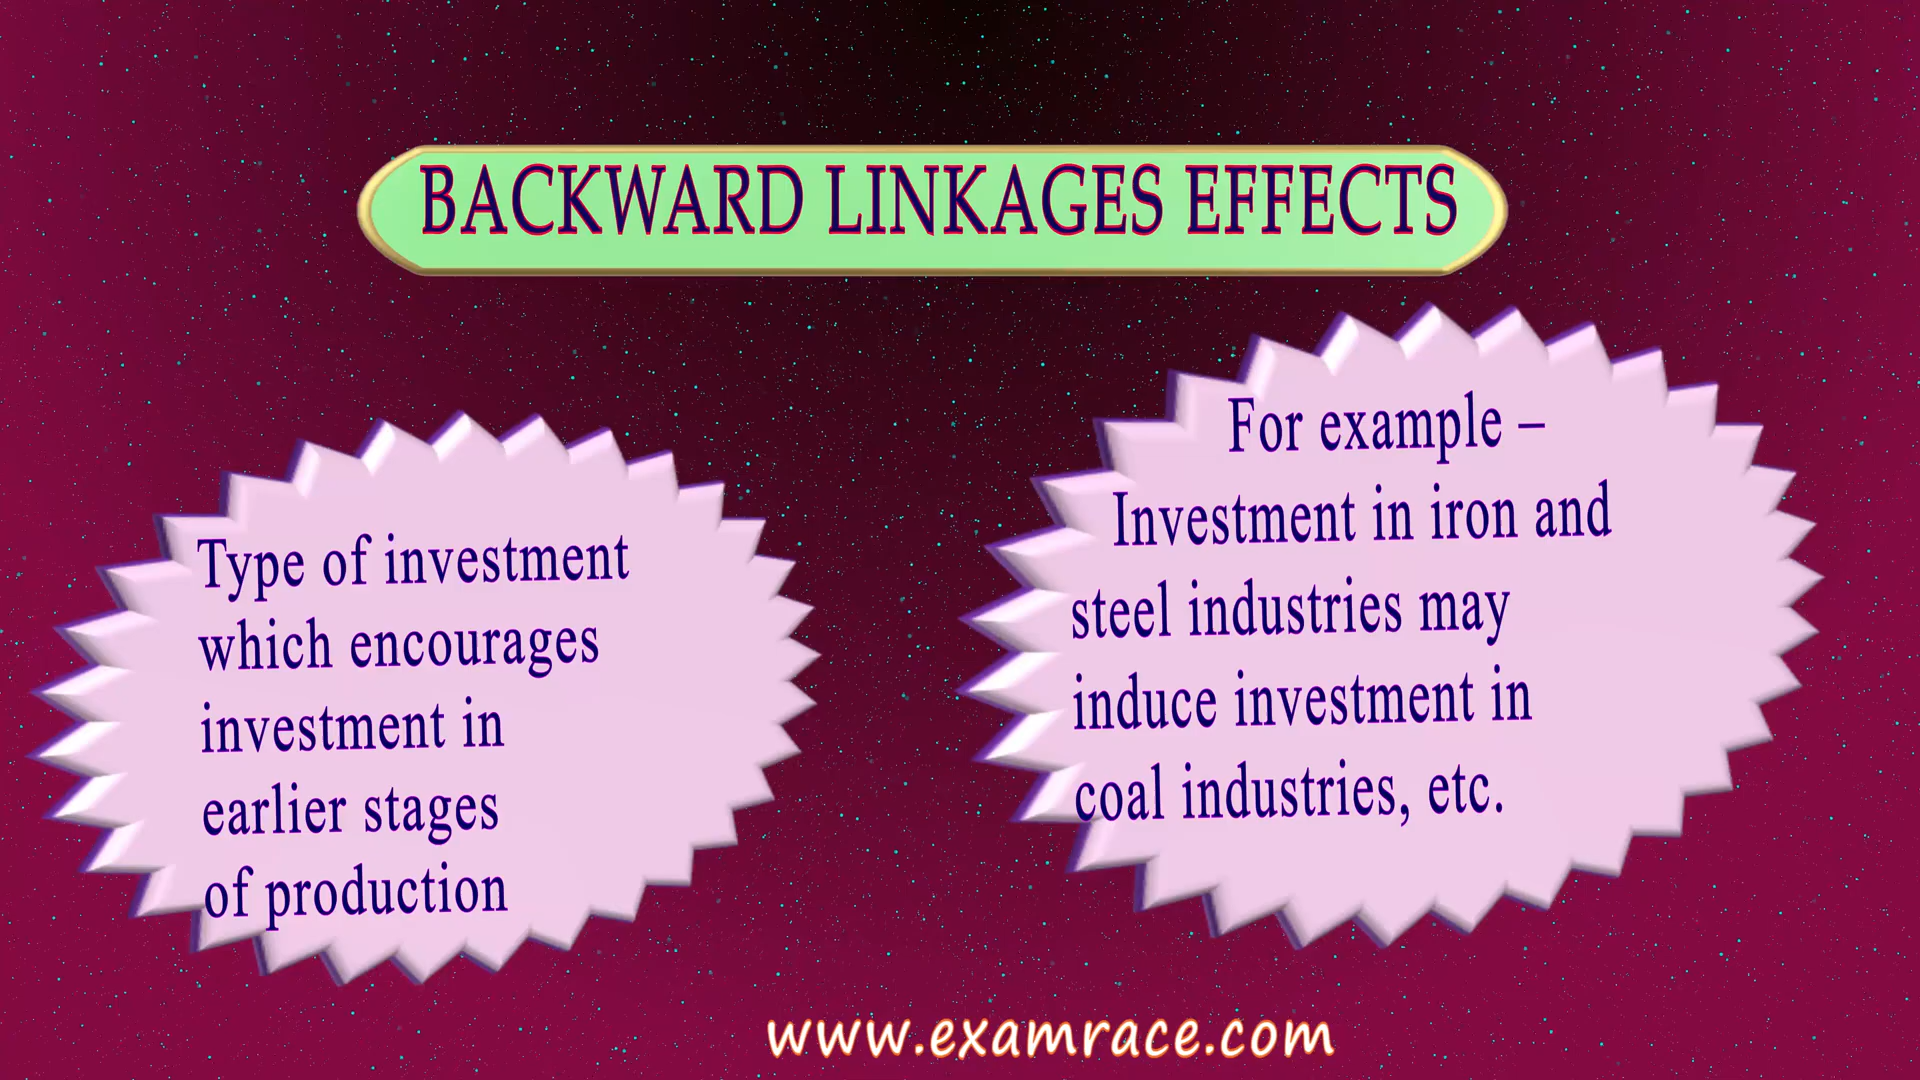 BACKWARD LINKAGES EFFECTS
Type of investment
which encourages
investment in
earlier stages
of production
For example –
Investment in iron and
steel industries may
induce investment in
coal industries, etc.
www.examrace.com